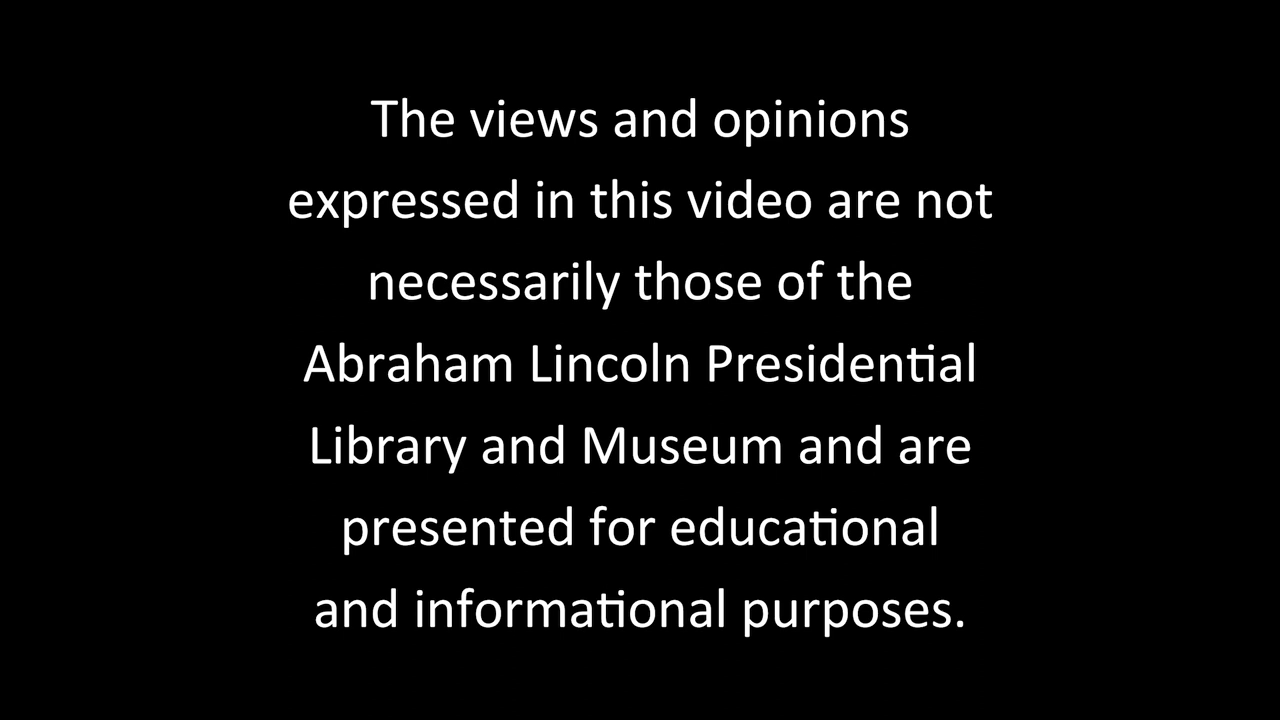 The views and opinions
expressed in this video are not
necessarily those of the
Abraham Lincoln Presidential
Library and Museum and are
presented for educational
and informational purposes.